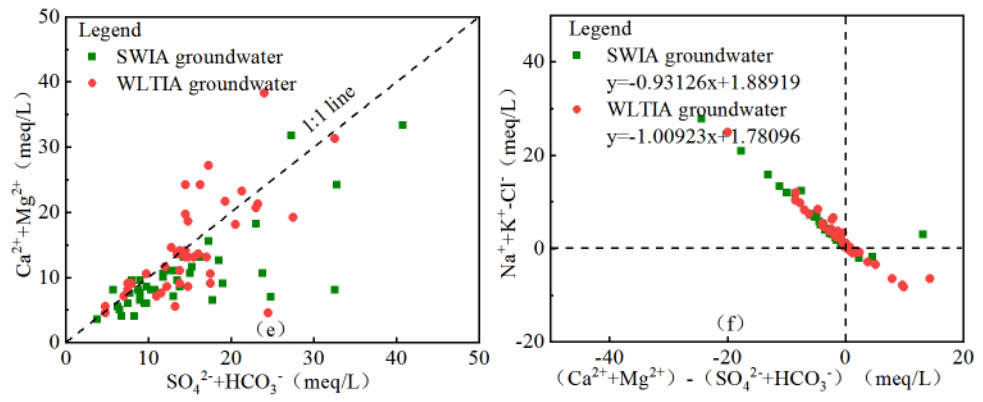 50
40
30
20
10
0
Ca²⁺+Mg²⁺ (meq/L)
Legend
SWIA groundwater
WLTIA groundwater
1:1 line
(e)
0 10 20 30 40 50
SO₄²⁻+HCO₃⁻ (meq/L)
40
20
0
-20
Na⁺+K⁺-Cl⁻ (meq/L)
Legend
SWIA groundwater
y=-0.93126x+1.88919
WLTIA groundwater
y=-1.00923x+1.78096
(f)
-40 -20 0 20
(Ca²⁺+Mg²⁺) - (SO₄²⁻+HCO₃⁻) (meq/L)